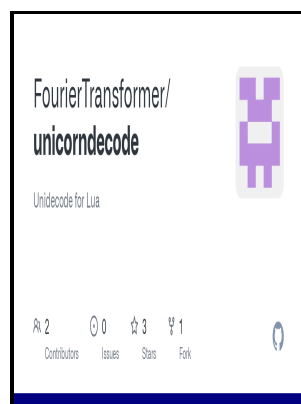 FourierTransformer/
unicorndecode
Unidecode for Lua
2 0 3 1
Contributors Issues Stars Fork